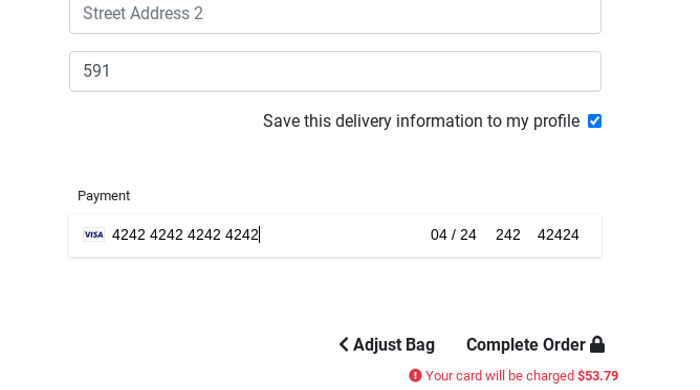 Street Address 2
591
Save this delivery information to my profile
Payment
VISA 4242 4242 4242 4242 04 / 24 242 42424
Adjust Bag Complete Order
Your card will be charged $53.79